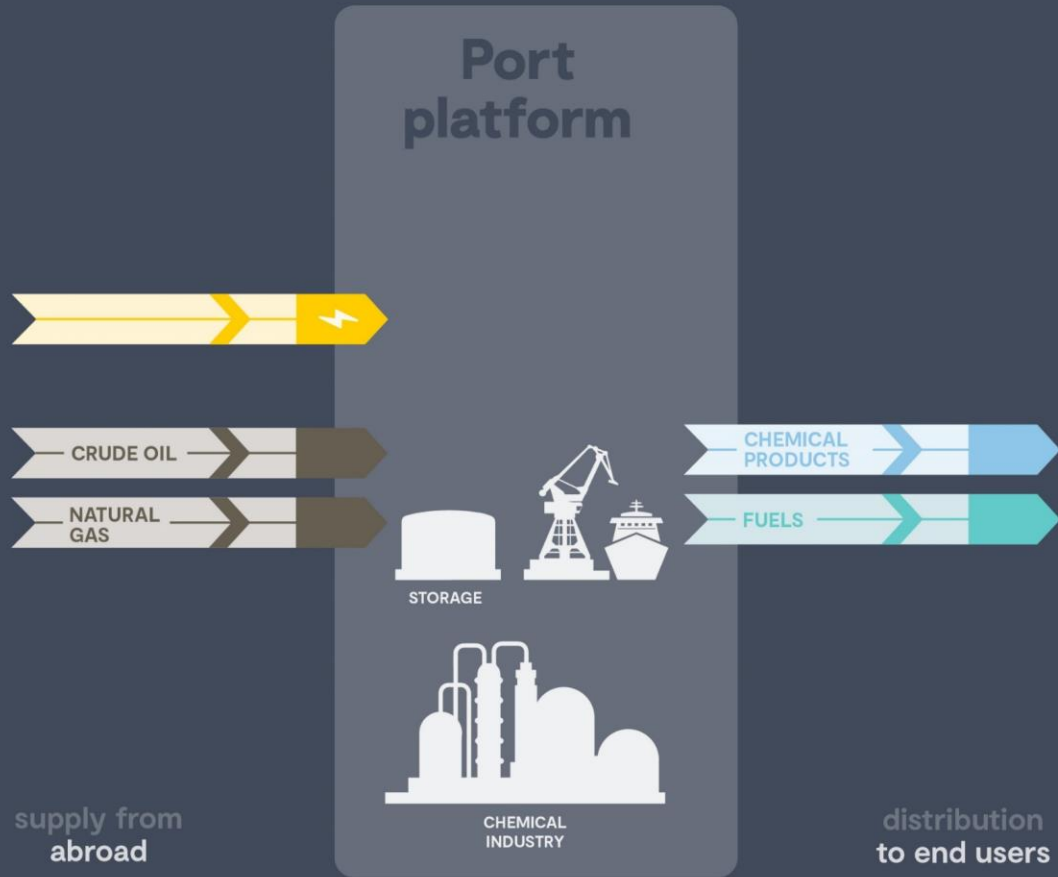 Port
platform
CRUDE OIL
NATURAL
GAS
CHEMICAL
PRODUCTS
FUELS
STORAGE
CHEMICAL
INDUSTRY
supply from
abroad
distribution
to end users